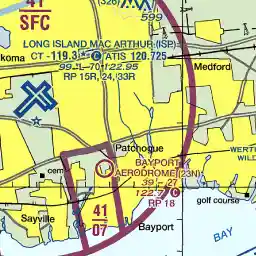 41
SFC
599
LONG ISLAND MAC ARTHUR (ISP)
CT - 119.3 C ATIS 120.725
99 L 70 122.95
RP 15R, 24, 33R
Medford
koma
Patchogue
cem
BAYPORT
AERODROME (23N)
39 - 27
122.7 C
RP 18
WERTH
golf course
41
07
Sayville
Bayport
BAY